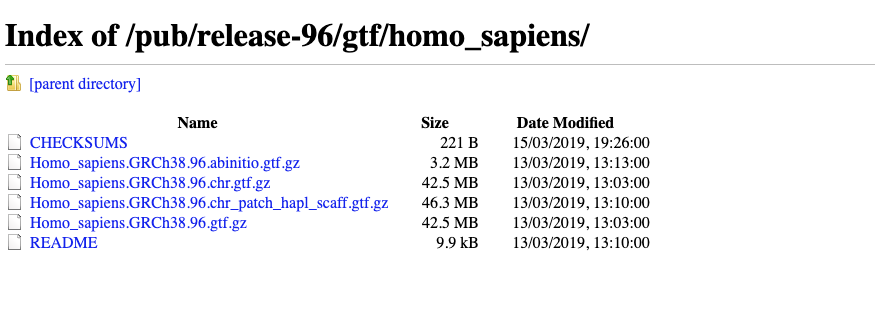 Index of /pub/release-96/gtf/homo_sapiens/
[parent directory]
Name Size Date Modified
CHECKSUMS 221 B 15/03/2019, 19:26:00
Homo_sapiens.GRCh38.96.abinitio.gtf.gz 3.2 MB 13/03/2019, 13:13:00
Homo_sapiens.GRCh38.96.chr.gtf.gz 42.5 MB 13/03/2019, 13:03:00
Homo_sapiens.GRCh38.96.chr_patch_hapl_scaff.gtf.gz 46.3 MB 13/03/2019, 13:10:00
Homo_sapiens.GRCh38.96.gtf.gz 42.5 MB 13/03/2019, 13:03:00
README 9.9 kB 13/03/2019, 13:10:00